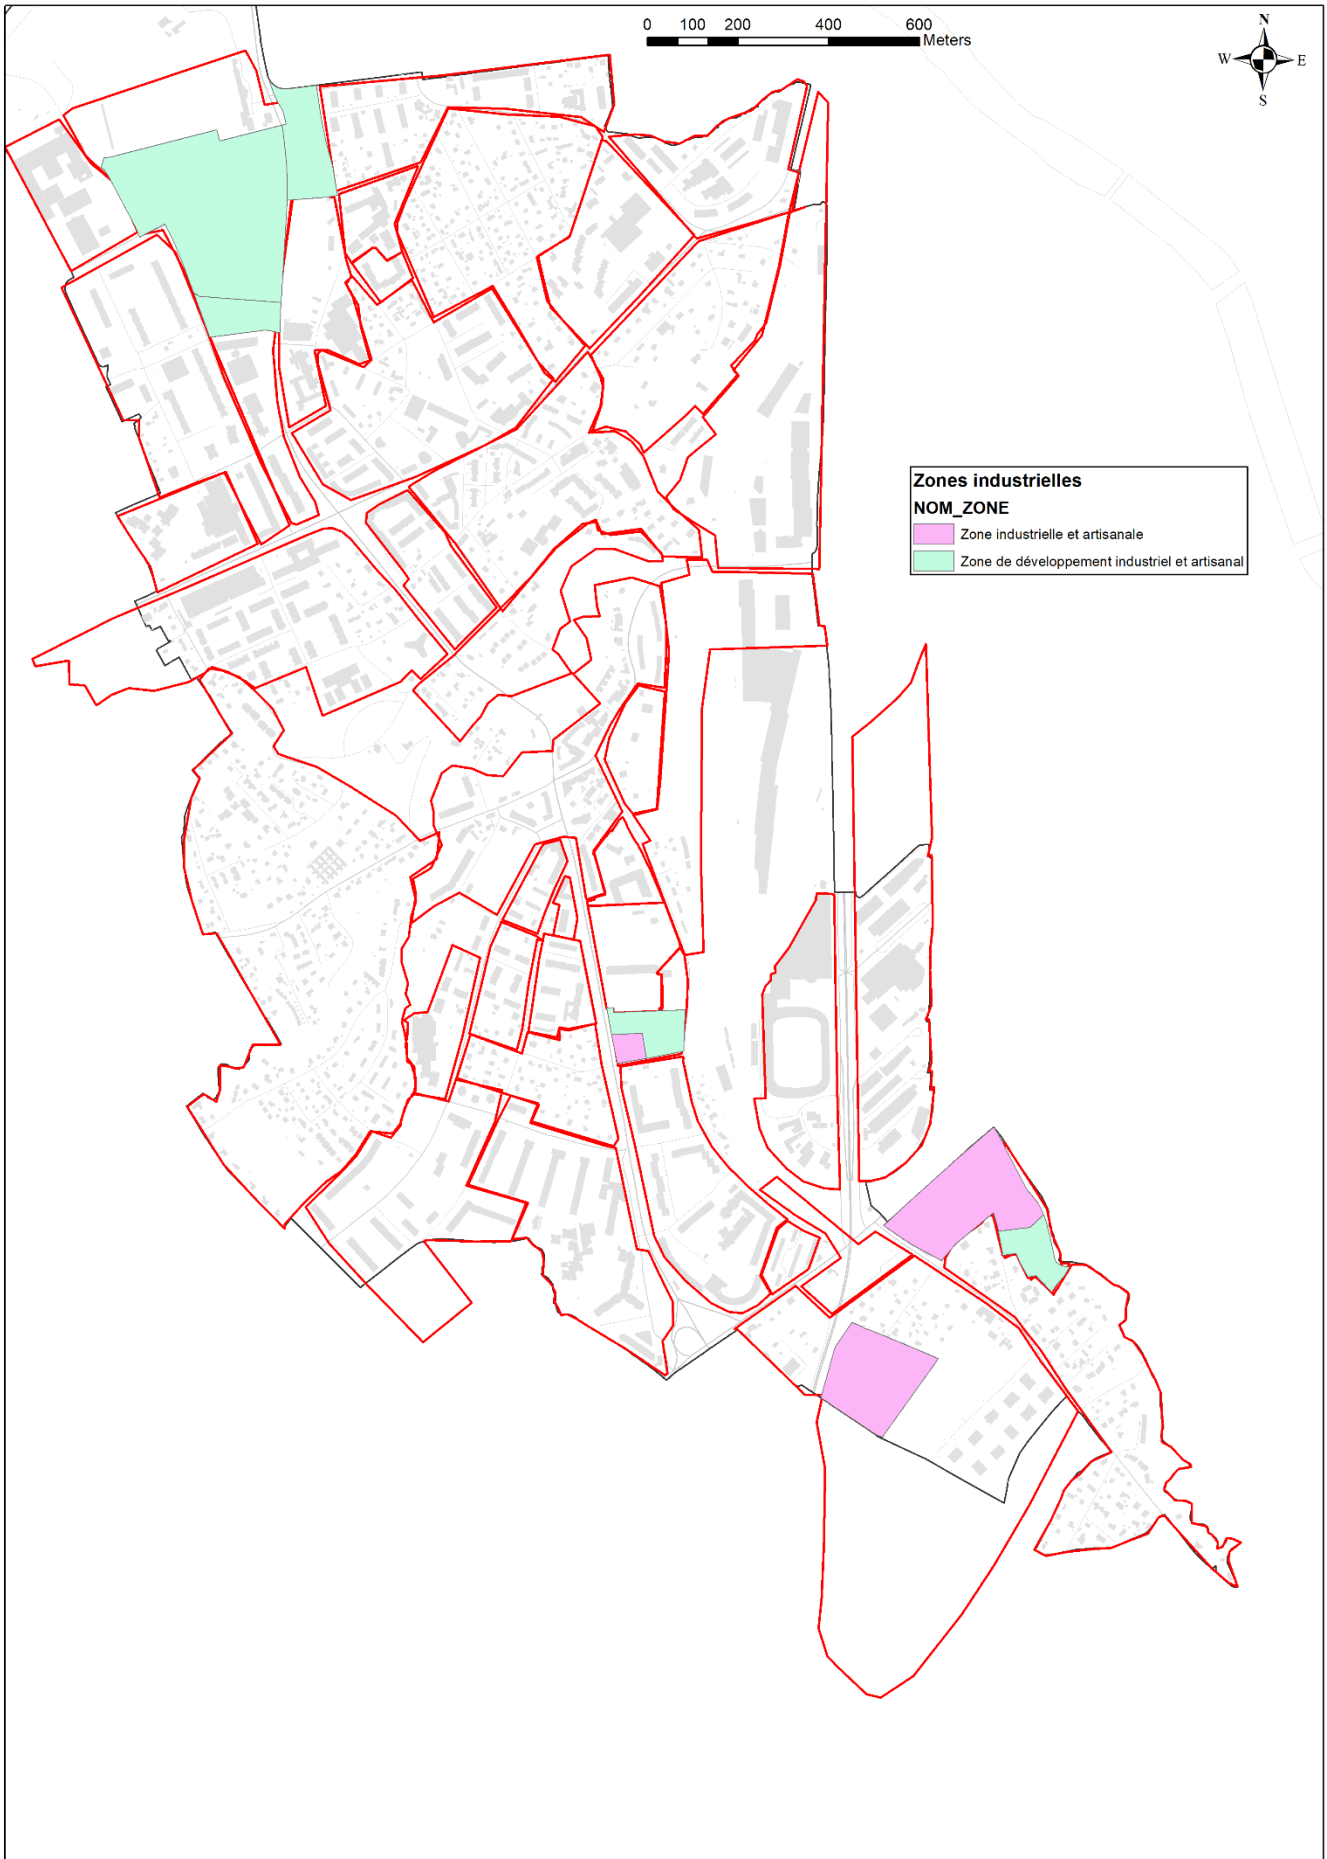 0 100 200 400 600
Meters
N
W E
S
Zones industrielles
NOM_ZONE
Zone industrielle et artisanale
Zone de développement industriel et artisanal